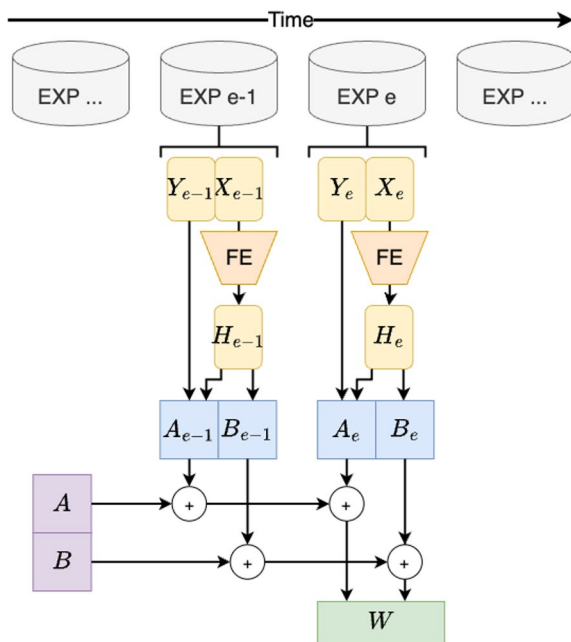 Time
EXP ... EXP e-1 EXP e EXP ...
Y_{e-1} X_{e-1} Y_e X_e
FE FE
H_{e-1} H_e
A_{e-1} B_{e-1} A_e B_e
A + +
B + +
W